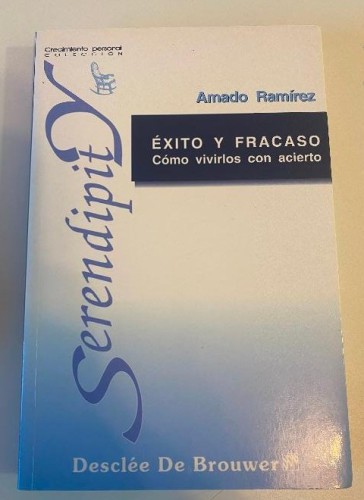 Crecimiento personal
COLECCIÓN
Serendipity
Amado Ramírez
ÉXITO Y FRACASO
Cómo vivirlos con acierto
Desclée De Brouwer